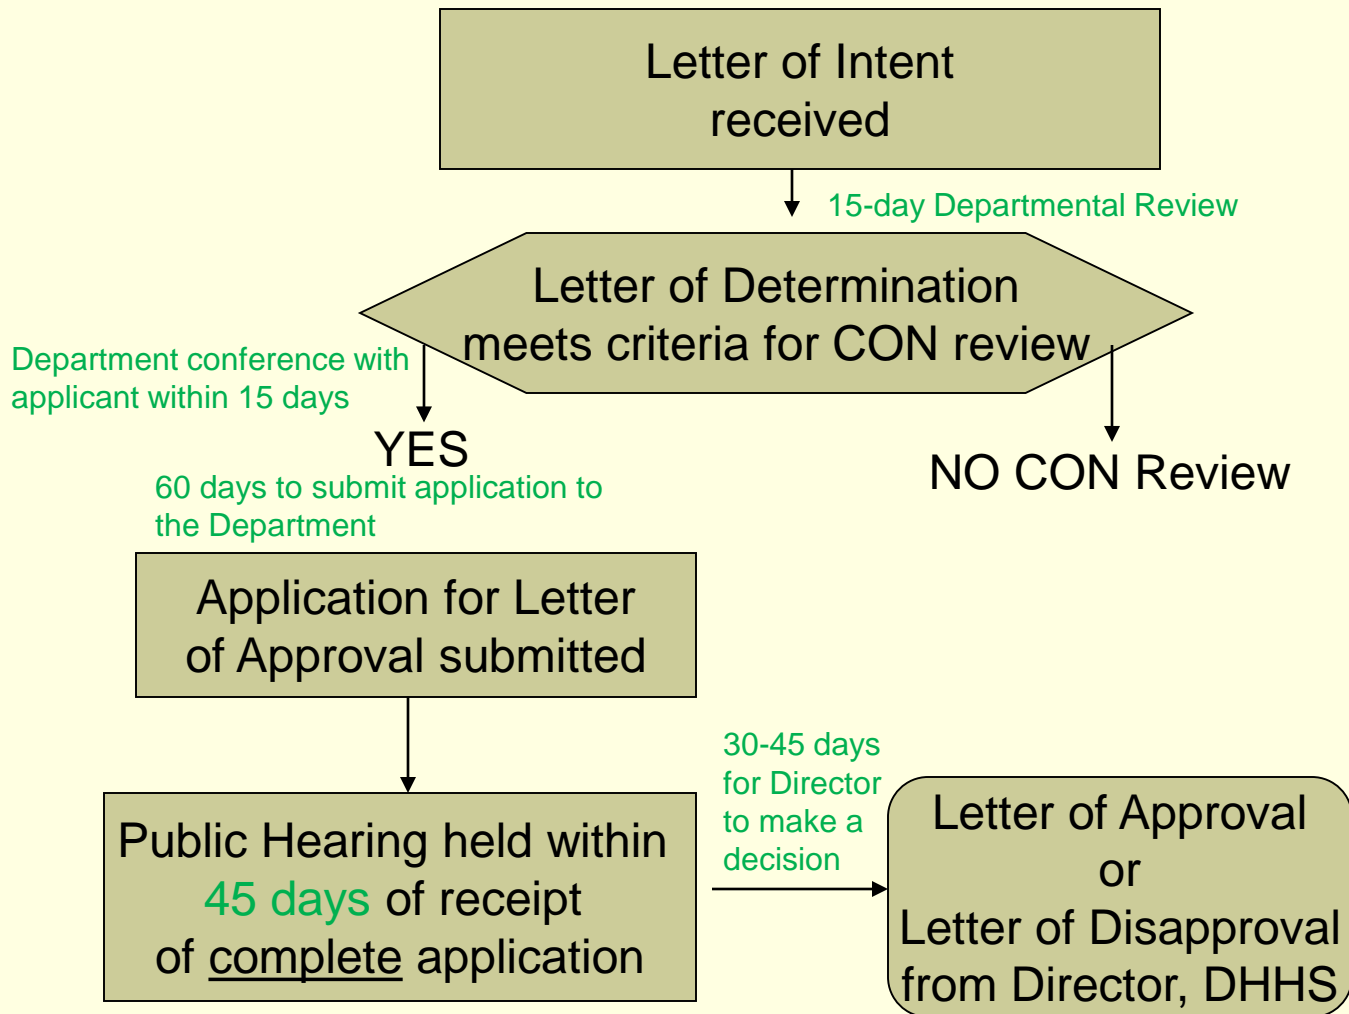 Letter of Intent
received
15-day Departmental Review
Letter of Determination
meets criteria for CON review
Department conference with
applicant within 15 days
YES
NO CON Review
60 days to submit application to
the Department
Application for Letter
of Approval submitted
Public Hearing held within
45 days of receipt
of complete application
30-45 days
for Director
to make a
decision
Letter of Approval
or
Letter of Disapproval
from Director, DHHS